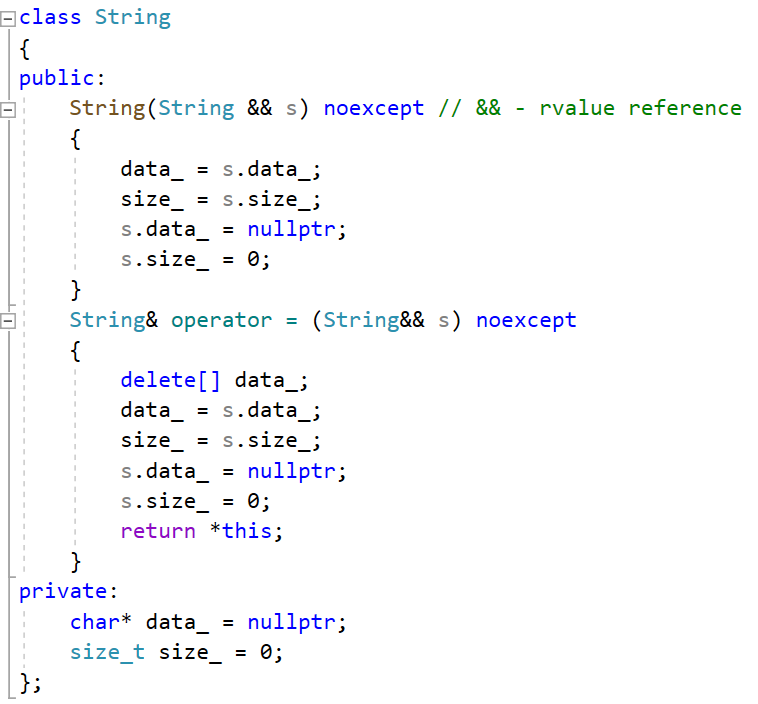 class String
{
public:
    String(String && s) noexcept // && - rvalue reference
    {
        data_ = s.data_;
        size_ = s.size_;
        s.data_ = nullptr;
        s.size_ = 0;
    }
    String& operator = (String&& s) noexcept
    {
        delete[] data_;
        data_ = s.data_;
        size_ = s.size_;
        s.data_ = nullptr;
        s.size_ = 0;
        return *this;
    }
private:
    char* data_ = nullptr;
    size_t size_ = 0;
};